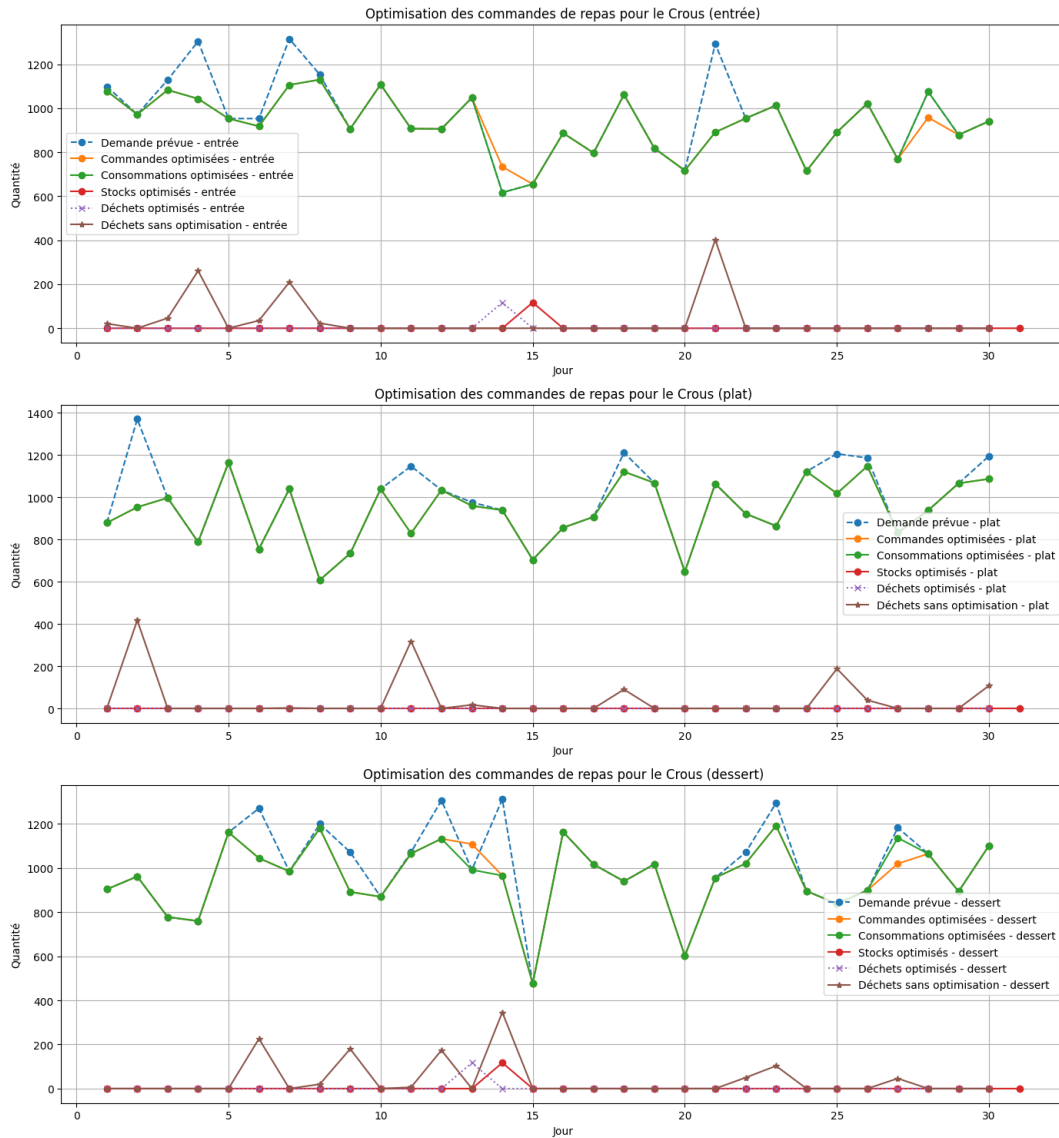 Optimisation des commandes de repas pour le Crous (entrée)
1200
1000
800
600
400
200
0
Quantité
Demande prévue - entrée
Commandes optimisées - entrée
Consommations optimisées - entrée
Stocks optimisés - entrée
Déchets optimisés - entrée
Déchets sans optimisation - entrée
0 5 10 15 20 25 30
Jour
Optimisation des commandes de repas pour le Crous (plat)
1400
1200
1000
800
600
400
200
0
Quantité
Demande prévue - plat
Commandes optimisées - plat
Consommations optimisées - plat
Stocks optimisés - plat
Déchets optimisés - plat
Déchets sans optimisation - plat
0 5 10 15 20 25 30
Jour
Optimisation des commandes de repas pour le Crous (dessert)
1200
1000
800
600
400
200
0
Quantité
Demande prévue - dessert
Commandes optimisées - dessert
Consommations optimisées - dessert
Stocks optimisés - dessert
Déchets optimisés - dessert
Déchets sans optimisation - dessert
0 5 10 15 20 25 30
Jour